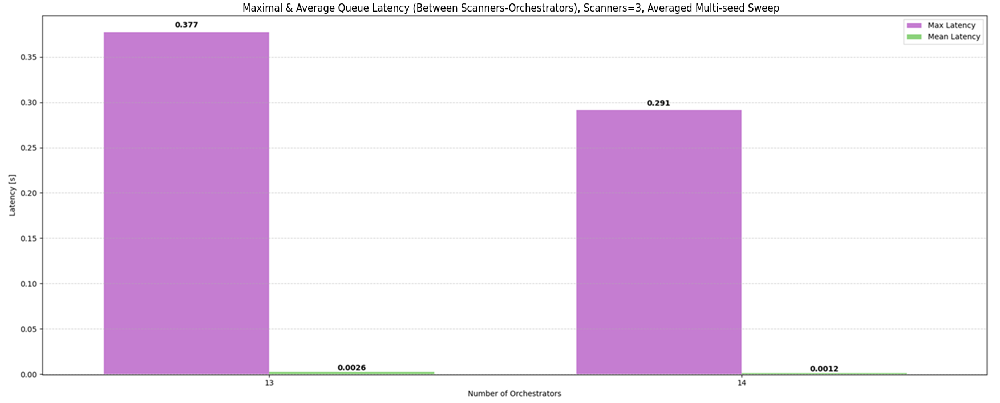 Maximal & Average Queue Latency (Between Scanners-Orchestrators), Scanners=3, Averaged Multi-seed Sweep
Max Latency
Mean Latency
0.377
0.291
0.0026
0.0012
Latency [s]
0.35
0.30
0.25
0.20
0.15
0.10
0.05
0.00
13
14
Number of Orchestrators